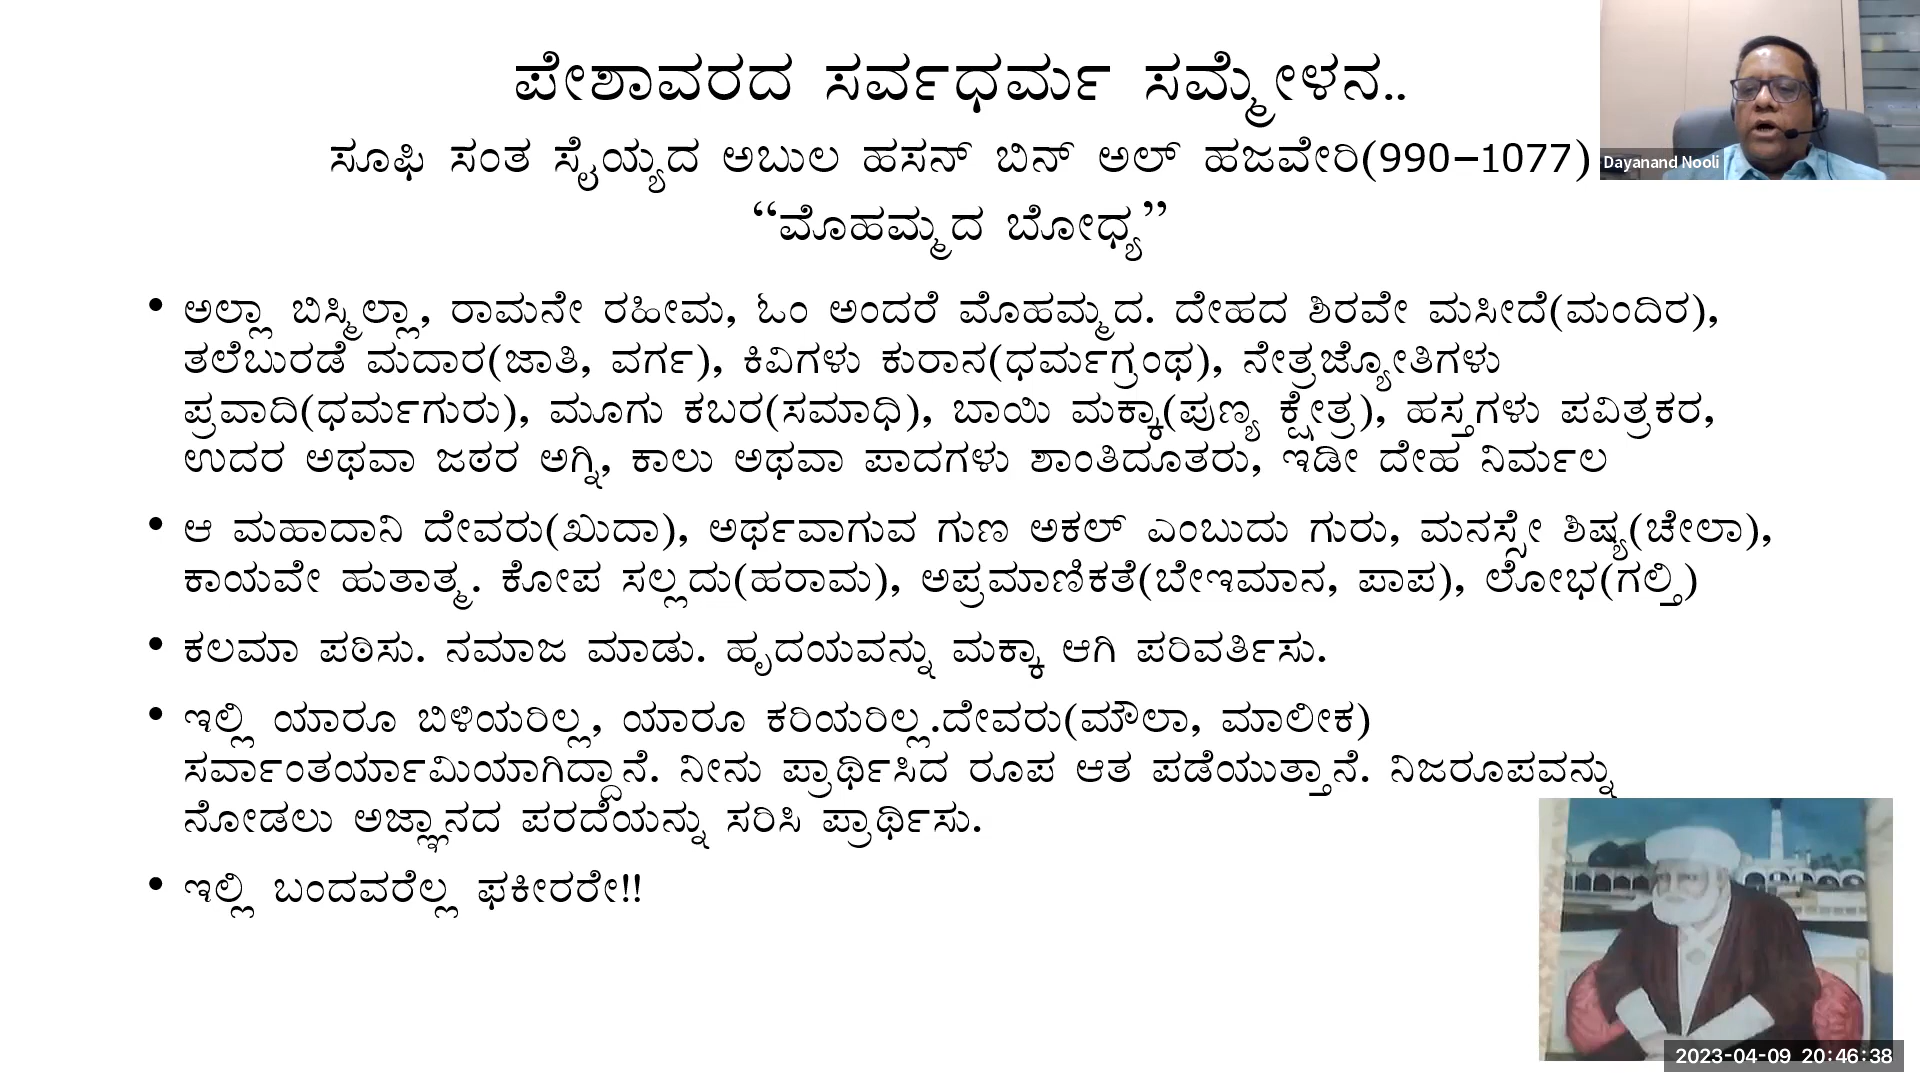 ಪೇಶಾವರದ ಸರ್ವಧರ್ಮ ಸಮ್ಮೇಳನ..
ಸೂಫಿ ಸಂತ ಸೈಯ್ಯದ ಅಬುಲ ಹಸನ್ ಬಿನ್ ಅಲ್ ಹಜವೇರಿ(990–1077)
Dayanand Nooli
“ಮೊಹಮ್ಮದ ಬೋಧ್ಯ”
• ಅಲ್ಲಾ ಬಿಸ್ಮಿಲ್ಲಾ, ರಾಮನೇ ರಹೀಮ, ಓಂ ಅಂದರೆ ಮೊಹಮ್ಮದ. ದೇಹದ ಶಿರವೇ ಮಸೀದೆ(ಮಂದಿರ),
ತಲೆಬುರಡೆ ಮದಾರ(ಜಾತಿ, ವರ್ಗ), ಕಿವಿಗಳು ಕುರಾನ(ಧರ್ಮಗ್ರಂಥ), ನೇತ್ರಜ್ಯೋತಿಗಳು
ಪ್ರವಾದಿ(ಧರ್ಮಗುರು), ಮೂಗು ಕಬರ(ಸಮಾಧಿ), ಬಾಯಿ ಮಕ್ಕಾ(ಪುಣ್ಯ ಕ್ಷೇತ್ರ), ಹಸ್ತಗಳು ಪವಿತ್ರಕರ,
ಉದರ ಅಥವಾ ಜಠರ ಅಗ್ನಿ, ಕಾಲು ಅಥವಾ ಪಾದಗಳು ಶಾಂತಿದೂತರು, ಇಡೀ ದೇಹ ನಿರ್ಮಲ
• ಆ ಮಹಾದಾನಿ ದೇವರು(ಖುದಾ), ಅರ್ಥವಾಗುವ ಗುಣ ಅಕಲ್ ಎಂಬುದು ಗುರು, ಮನಸ್ಸೇ ಶಿಷ್ಯ(ಚೇಲಾ),
ಕಾಯವೇ ಹುತಾತ್ಮ. ಕೋಪ ಸಲ್ಲದು(ಹರಾಮ), ಅಪ್ರಮಾಣಿಕತೆ(ಬೇಇಮಾನ, ಪಾಪ), ಲೋಭ(ಗಲ್ತಿ)
• ಕಲಮಾ ಪಠಿಸು. ನಮಾಜ ಮಾಡು. ಹೃದಯವನ್ನು ಮಕ್ಕಾ ಆಗಿ ಪರಿವರ್ತಿಸು.
• ಇಲ್ಲಿ ಯಾರೂ ಬಿಳಿಯರಿಲ್ಲ, ಯಾರೂ ಕರಿಯರಿಲ್ಲ.ದೇವರು(ಮೌಲಾ, ಮಾಲೀಕ)
ಸರ್ವಾಂತರ್ಯಾಮಿಯಾಗಿದ್ದಾನೆ. ನೀನು ಪ್ರಾರ್ಥಿಸಿದ ರೂಪ ಆತ ಪಡೆಯುತ್ತಾನೆ. ನಿಜರೂಪವನ್ನು
ನೋಡಲು ಅಜ್ಞಾನದ ಪರದೆಯನ್ನು ಸರಿಸಿ ಪ್ರಾರ್ಥಿಸು.
• ಇಲ್ಲಿ ಬಂದವರೆಲ್ಲ ಫಕೀರರೇ!!
2023-04-09 20:46:38